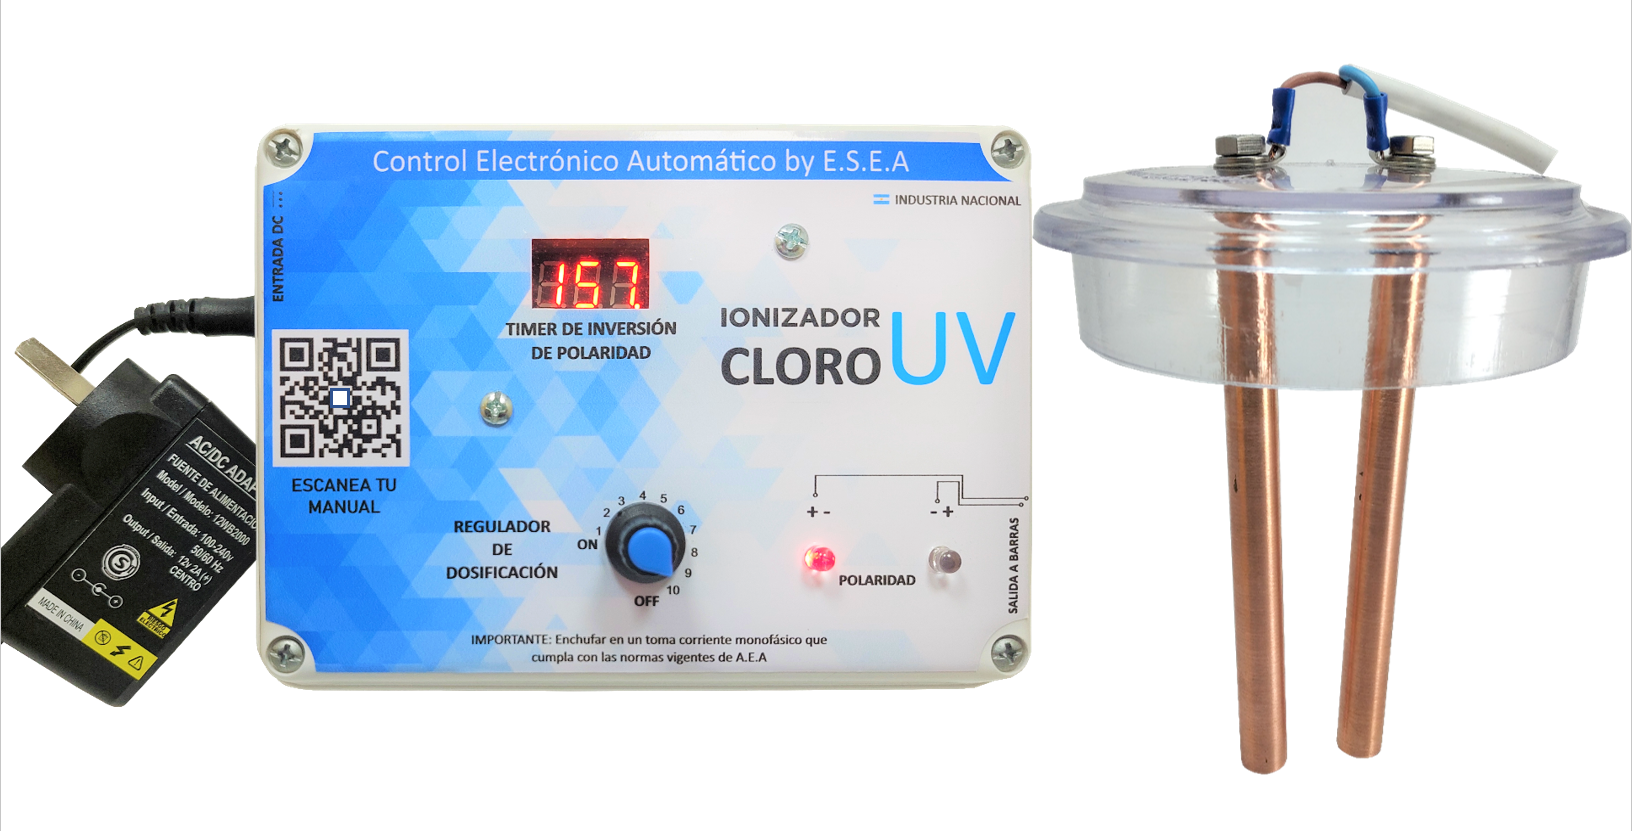 Control Electrónico Automático by E.S.E.A
INDUSTRIA NACIONAL
ENTRADA DC
157.
TIMER DE INVERSIÓN
DE POLARIDAD
IONIZADOR
CLORO UV
ESCANEA TU
MANUAL
REGULADOR
DE
DOSIFICACIÓN
ON
1
2
3
4
5
6
7
8
9
10
OFF
+ -
- +
POLARIDAD
SALIDA A BARRAS
IMPORTANTE: Enchufar en un toma corriente monofásico que
cumpla con las normas vigentes de A.E.A
AC/DC
FUENTE DE
Model / Modelo: 12WB2000
Input / Entrada: 100-240v
50/60 Hz
Output / Salida: 12v 2A (+)
CENTRO
S
MADE IN CHINA